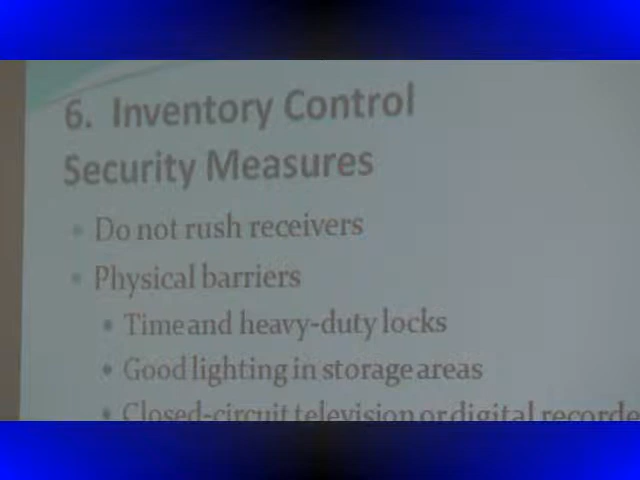 6. Inventory Control
Security Measures
Do not rush receivers
Physical barriers
Time and heavy-duty locks
Good lighting in storage areas
Closed-circuit television or digital